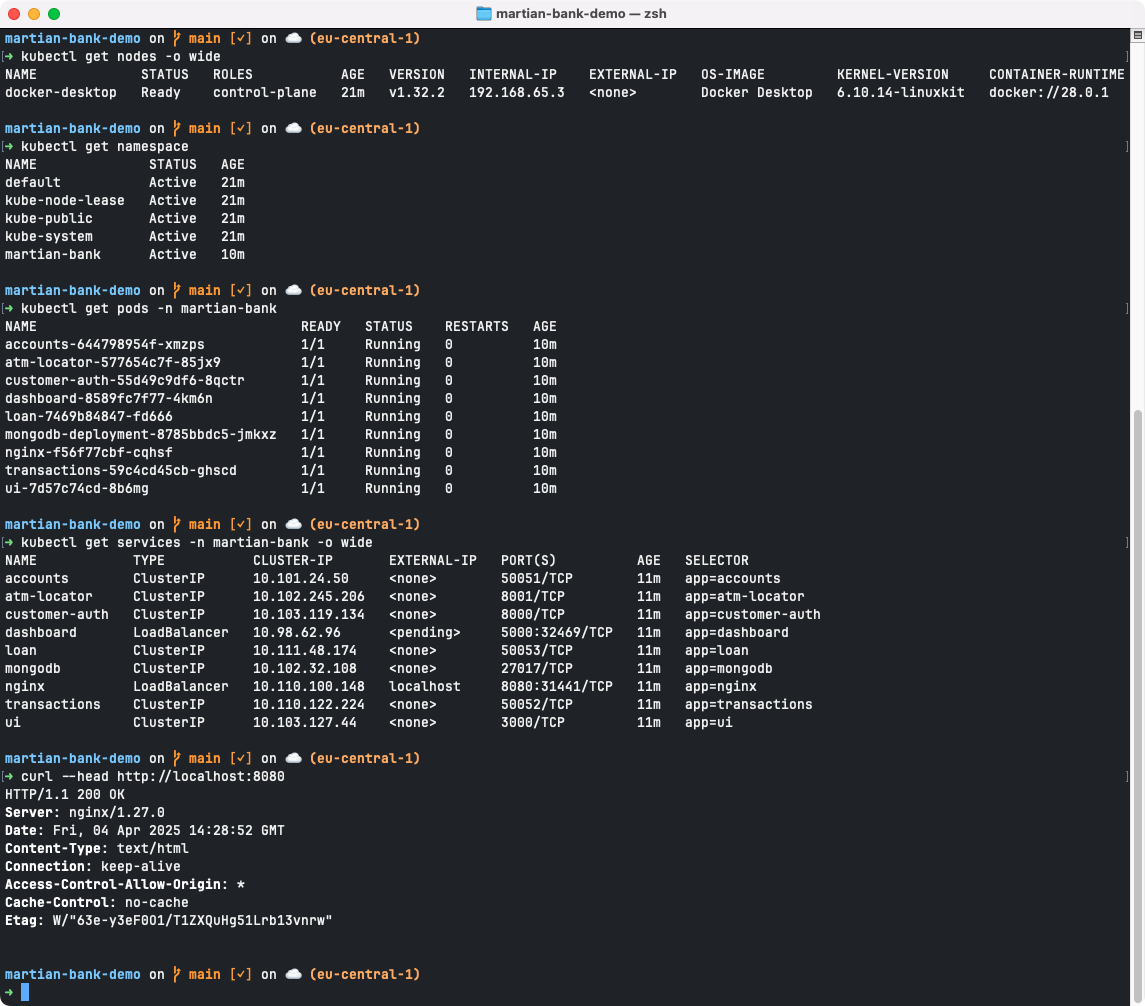 martian-bank-demo — zsh
martian-bank-demo on main [✓] on ☁️ (eu-central-1)
→ kubectl get nodes -o wide
NAME STATUS ROLES AGE VERSION INTERNAL-IP EXTERNAL-IP OS-IMAGE KERNEL-VERSION CONTAINER-RUNTIME
docker-desktop Ready control-plane 21m v1.32.2 192.168.65.3 <none> Docker Desktop 6.10.14-linuxkit docker://28.0.1
martian-bank-demo on main [✓] on ☁️ (eu-central-1)
→ kubectl get namespace
NAME STATUS AGE
default Active 21m
kube-node-lease Active 21m
kube-public Active 21m
kube-system Active 21m
martian-bank Active 10m
martian-bank-demo on main [✓] on ☁️ (eu-central-1)
→ kubectl get pods -n martian-bank
NAME READY STATUS RESTARTS AGE
accounts-644798954f-xmzps 1/1 Running 0 10m
atm-locator-577654c7f-85jx9 1/1 Running 0 10m
customer-auth-55d49c9df6-8qctr 1/1 Running 0 10m
dashboard-8589fc7f77-4km6n 1/1 Running 0 10m
loan-7469b84847-fd666 1/1 Running 0 10m
mongodb-deployment-8785bbdc5-jmkxz 1/1 Running 0 10m
nginx-f56f77cbf-cqhsf 1/1 Running 0 10m
transactions-59c4cd45cb-ghscd 1/1 Running 0 10m
ui-7d57c74cd-8b6mg 1/1 Running 0 10m
martian-bank-demo on main [✓] on ☁️ (eu-central-1)
→ kubectl get services -n martian-bank -o wide
NAME TYPE CLUSTER-IP EXTERNAL-IP PORT(S) AGE SELECTOR
accounts ClusterIP 10.101.24.50 <none> 50051/TCP 11m app=accounts
atm-locator ClusterIP 10.102.245.206 <none> 8001/TCP 11m app=atm-locator
customer-auth ClusterIP 10.103.119.134 <none> 8000/TCP 11m app=customer-auth
dashboard LoadBalancer 10.98.62.96 <pending> 5000:32469/TCP 11m app=dashboard
loan ClusterIP 10.111.48.174 <none> 50053/TCP 11m app=loan
mongodb ClusterIP 10.102.32.108 <none> 27017/TCP 11m app=mongodb
nginx LoadBalancer 10.110.100.148 localhost 8080:31441/TCP 11m app=nginx
transactions ClusterIP 10.110.122.224 <none> 50052/TCP 11m app=transactions
ui ClusterIP 10.103.127.44 <none> 3000/TCP 11m app=ui
martian-bank-demo on main [✓] on ☁️ (eu-central-1)
→ curl --head http://localhost:8080
HTTP/1.1 200 OK
Server: nginx/1.27.0
Date: Fri, 04 Apr 2025 14:28:52 GMT
Content-Type: text/html
Connection: keep-alive
Access-Control-Allow-Origin: *
Cache-Control: no-cache
Etag: W/"63e-y3eF0O1/T1ZXQuHg51Lrb13vnrw"
martian-bank-demo on main [✓] on ☁️ (eu-central-1)
→